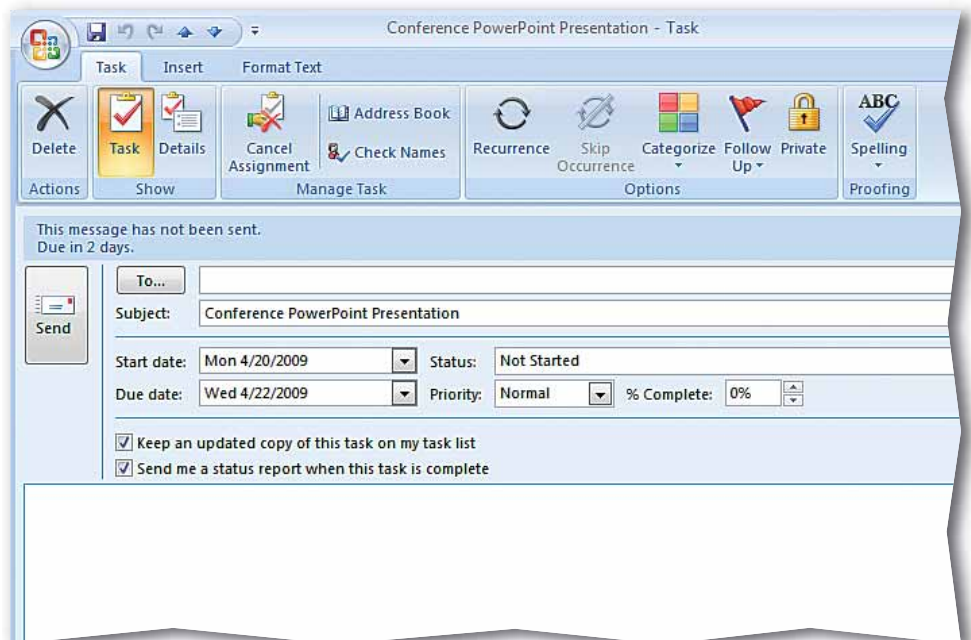 Conference PowerPoint Presentation - Task
Task Insert Format Text
Delete Task Details Cancel Assignment Address Book Check Names Recurrence Skip Occurrence Categorize Follow Up Private ABC Spelling
Actions Show Manage Task Options Proofing
This message has not been sent.
Due in 2 days.
To...
Send
Subject: Conference PowerPoint Presentation
Start date: Mon 4/20/2009 Status: Not Started
Due date: Wed 4/22/2009 Priority: Normal % Complete: 0%
Keep an updated copy of this task on my task list
Send me a status report when this task is complete